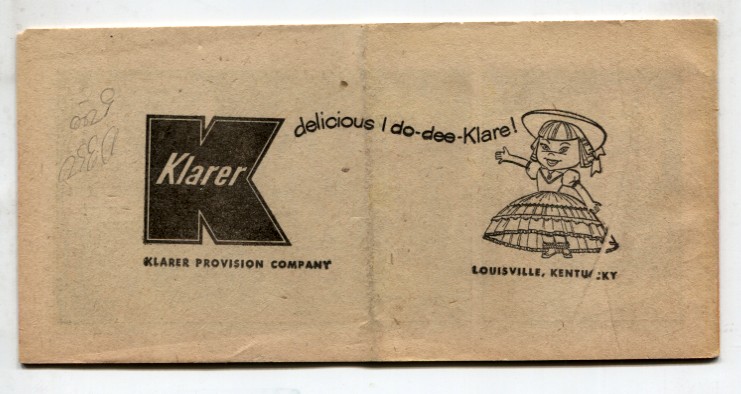 delicious I do-dee-Klare!
Klarer
KLARER PROVISION COMPANY
LOUISVILLE, KENTUCKY